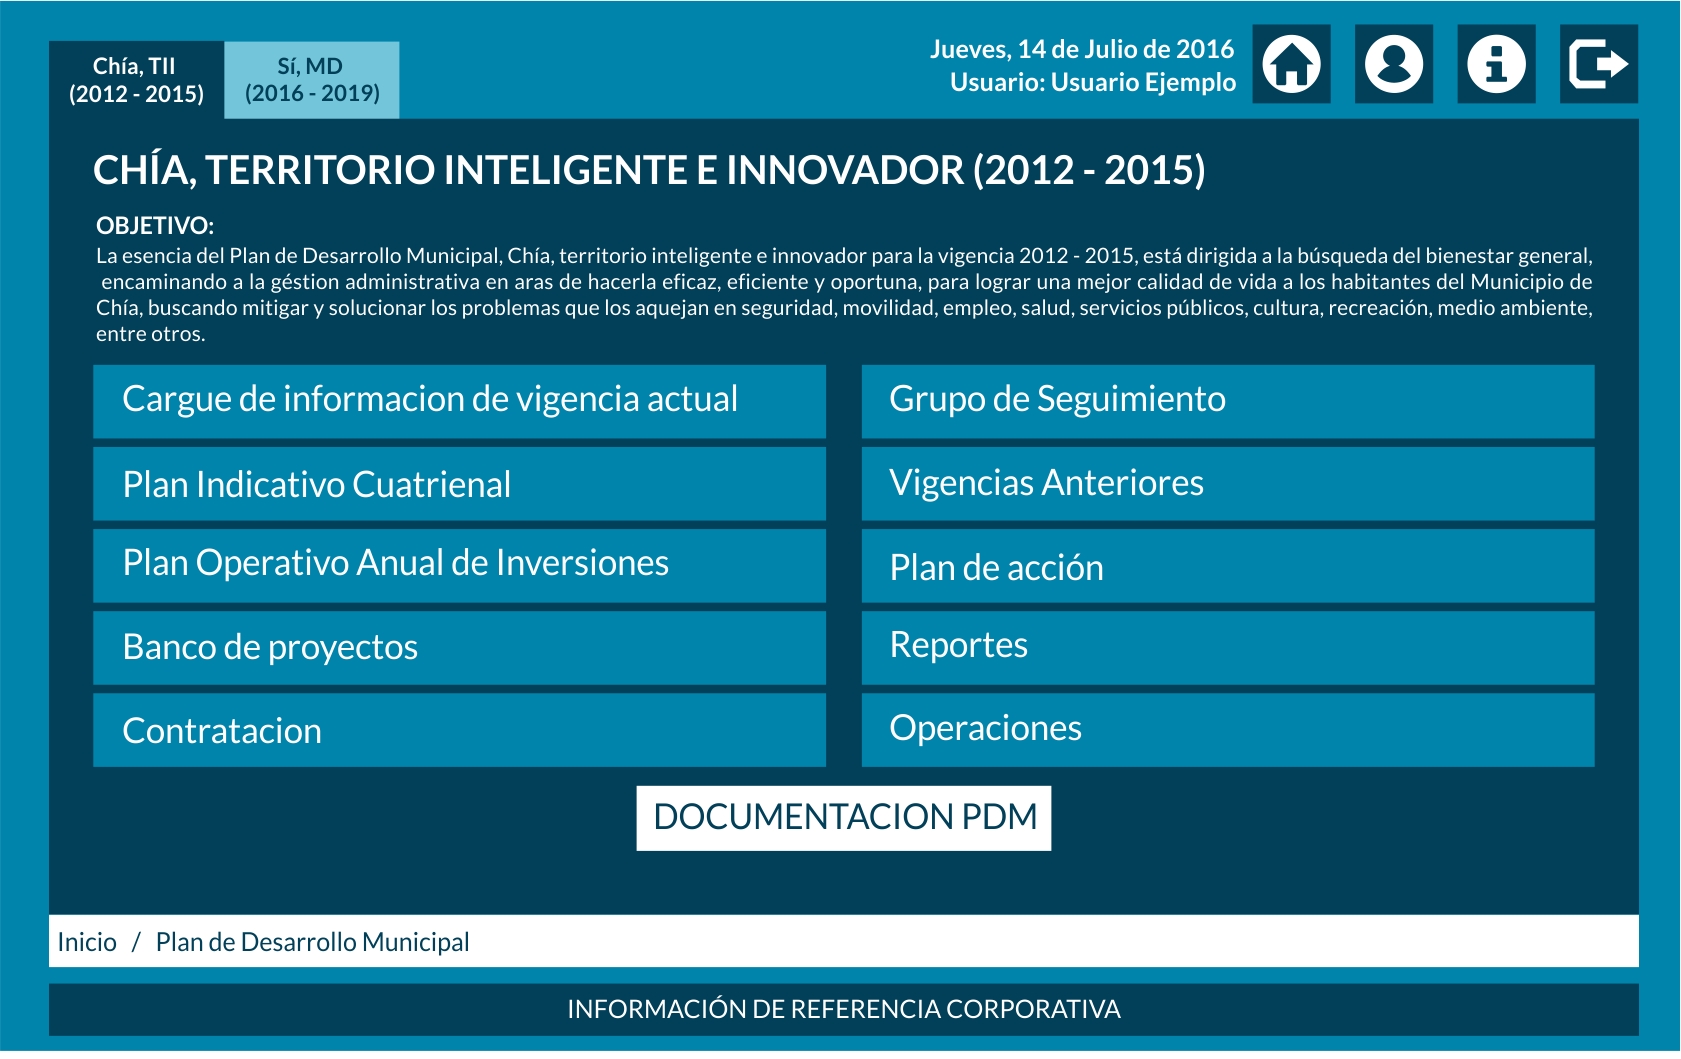 Chía, TII
(2012 - 2015)
Sí, MD
(2016 - 2019)
Jueves, 14 de Julio de 2016
Usuario: Usuario Ejemplo
CHÍA, TERRITORIO INTELIGENTE E INNOVADOR (2012 - 2015)
OBJETIVO:
La esencia del Plan de Desarrollo Municipal, Chía, territorio inteligente e innovador para la vigencia 2012 - 2015, está dirigida a la búsqueda del bienestar general,
encaminando a la géstion administrativa en aras de hacerla eficaz, eficiente y oportuna, para lograr una mejor calidad de vida a los habitantes del Municipio de
Chía, buscando mitigar y solucionar los problemas que los aquejan en seguridad, movilidad, empleo, salud, servicios públicos, cultura, recreación, medio ambiente,
entre otros.
Cargue de informacion de vigencia actual
Plan Indicativo Cuatrienal
Plan Operativo Anual de Inversiones
Banco de proyectos
Contratacion
Grupo de Seguimiento
Vigencias Anteriores
Plan de acción
Reportes
Operaciones
DOCUMENTACION PDM
Inicio / Plan de Desarrollo Municipal
INFORMACIÓN DE REFERENCIA CORPORATIVA